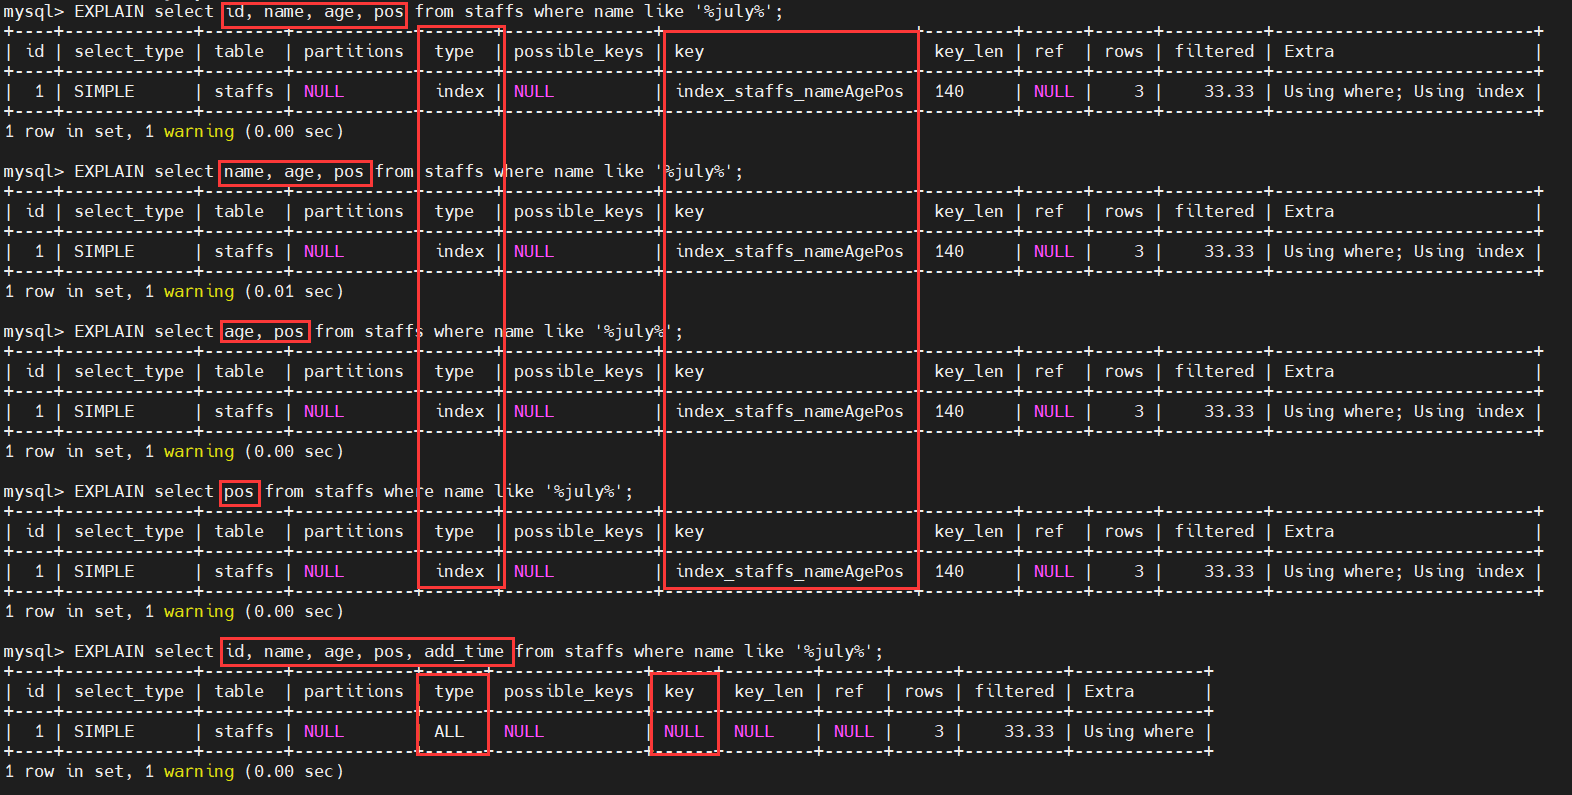 mysql> EXPLAIN select id, name, age, pos from staffs where name like '%july%';
+----+-------------+--------+------------+-------+---------------+-------------------------+---------+------+------+----------+--------------------------+
| id | select_type | table  | partitions | type  | possible_keys | key                     | key_len | ref  | rows | filtered | Extra                    |
+----+-------------+--------+------------+-------+---------------+-------------------------+---------+------+------+----------+--------------------------+
|  1 | SIMPLE      | staffs | NULL       | index | NULL          | index_staffs_nameAgePos | 140     | NULL |    3 |    33.33 | Using where; Using index |
+----+-------------+--------+------------+-------+---------------+-------------------------+---------+------+------+----------+--------------------------+
1 row in set, 1 warning (0.00 sec)

mysql> EXPLAIN select name, age, pos from staffs where name like '%july%';
+----+-------------+--------+------------+-------+---------------+-------------------------+---------+------+------+----------+--------------------------+
| id | select_type | table  | partitions | type  | possible_keys | key                     | key_len | ref  | rows | filtered | Extra                    |
+----+-------------+--------+------------+-------+---------------+-------------------------+---------+------+------+----------+--------------------------+
|  1 | SIMPLE      | staffs | NULL       | index | NULL          | index_staffs_nameAgePos | 140     | NULL |    3 |    33.33 | Using where; Using index |
+----+-------------+--------+------------+-------+---------------+-------------------------+---------+------+------+----------+--------------------------+
1 row in set, 1 warning (0.01 sec)

mysql> EXPLAIN select age, pos from staffs where name like '%july%';
+----+-------------+--------+------------+-------+---------------+-------------------------+---------+------+------+----------+--------------------------+
| id | select_type | table  | partitions | type  | possible_keys | key                     | key_len | ref  | rows | filtered | Extra                    |
+----+-------------+--------+------------+-------+---------------+-------------------------+---------+------+------+----------+--------------------------+
|  1 | SIMPLE      | staffs | NULL       | index | NULL          | index_staffs_nameAgePos | 140     | NULL |    3 |    33.33 | Using where; Using index |
+----+-------------+--------+------------+-------+---------------+-------------------------+---------+------+------+----------+--------------------------+
1 row in set, 1 warning (0.00 sec)

mysql> EXPLAIN select pos from staffs where name like '%july%';
+----+-------------+--------+------------+-------+---------------+-------------------------+---------+------+------+----------+--------------------------+
| id | select_type | table  | partitions | type  | possible_keys | key                     | key_len | ref  | rows | filtered | Extra                    |
+----+-------------+--------+------------+-------+---------------+-------------------------+---------+------+------+----------+--------------------------+
|  1 | SIMPLE      | staffs | NULL       | index | NULL          | index_staffs_nameAgePos | 140     | NULL |    3 |    33.33 | Using where; Using index |
+----+-------------+--------+------------+-------+---------------+-------------------------+---------+------+------+----------+--------------------------+
1 row in set, 1 warning (0.00 sec)

mysql> EXPLAIN select id, name, age, pos, add_time from staffs where name like '%july%';
+----+-------------+--------+------------+------+---------------+------+---------+------+------+----------+-------------+
| id | select_type | table  | partitions | type | possible_keys | key  | key_len | ref  | rows | filtered | Extra       |
+----+-------------+--------+------------+------+---------------+------+---------+------+------+----------+-------------+
|  1 | SIMPLE      | staffs | NULL       | ALL  | NULL          | NULL | NULL    | NULL |    3 |    33.33 | Using where |
+----+-------------+--------+------------+------+---------------+------+---------+------+------+----------+-------------+
1 row in set, 1 warning (0.00 sec)